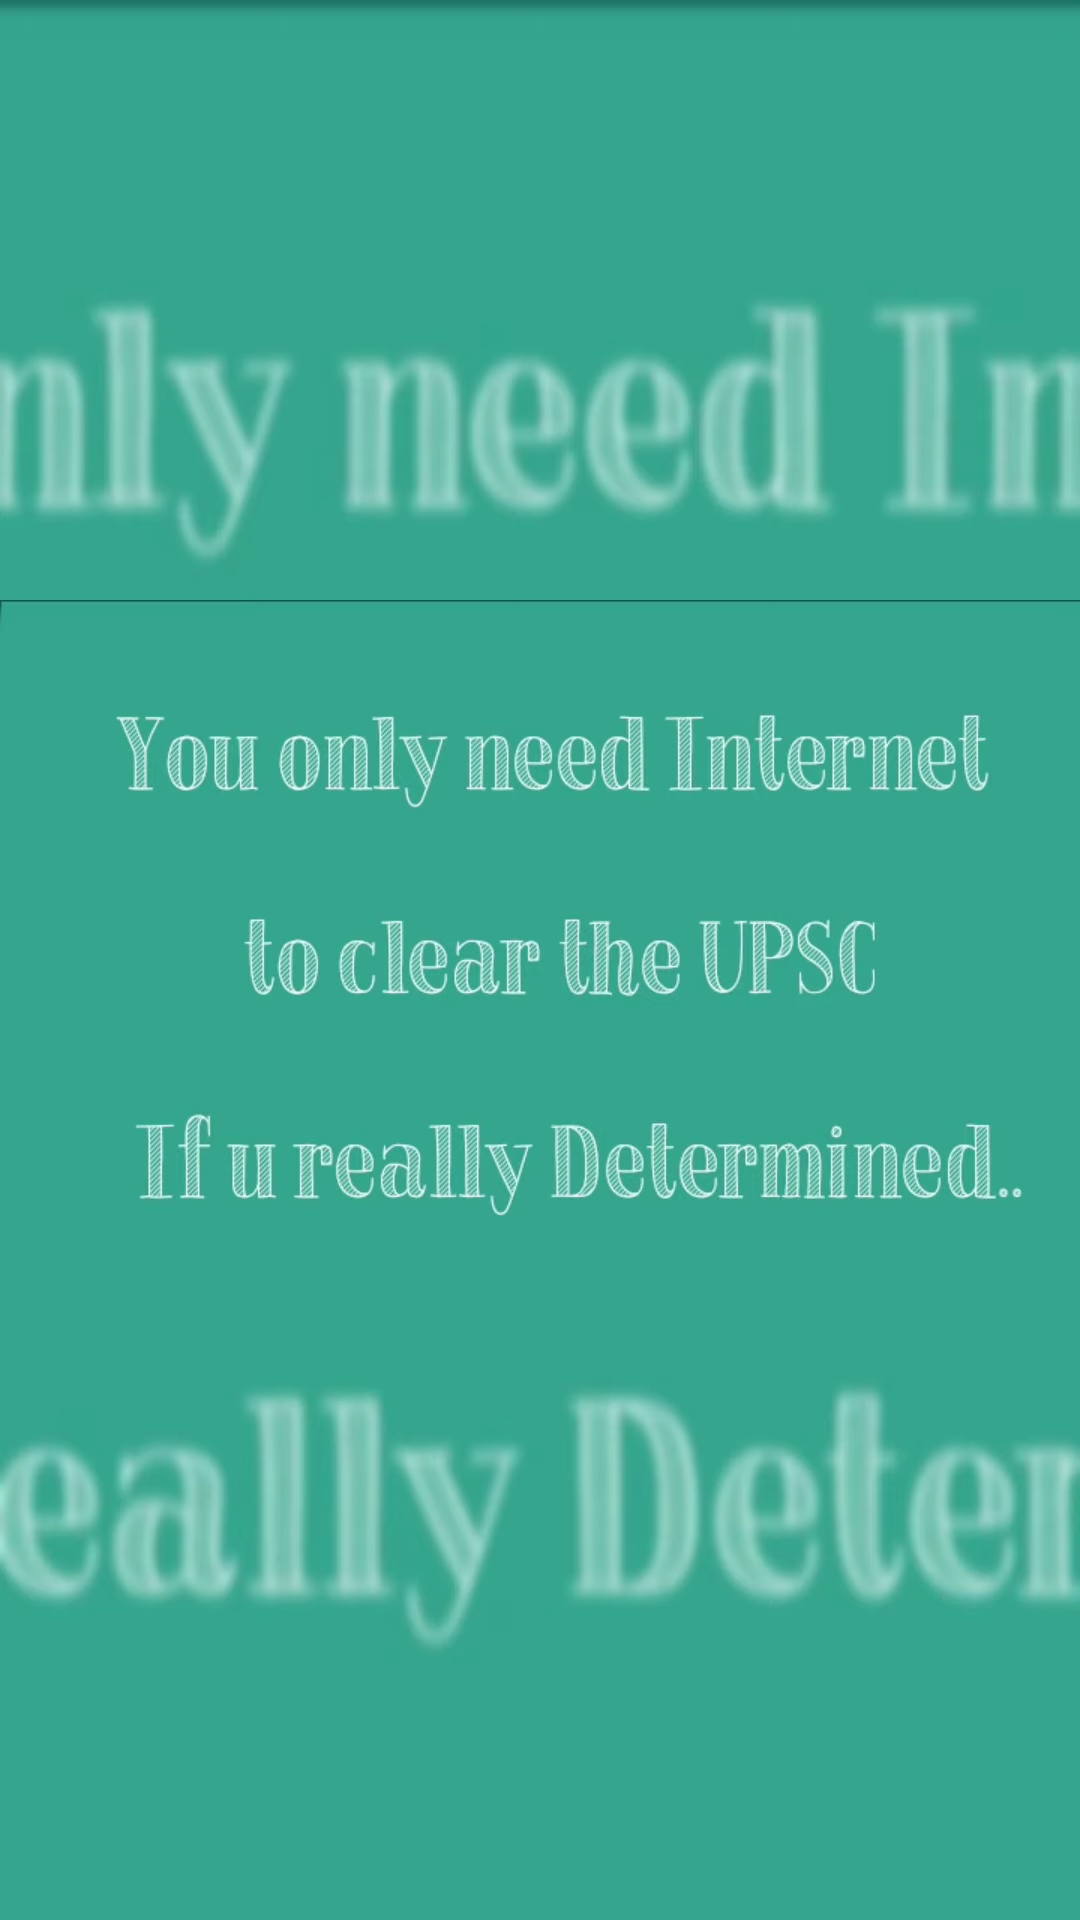 nly need In
You only need Internet
to clear the UPSC
If u really Determined..
eally Deter